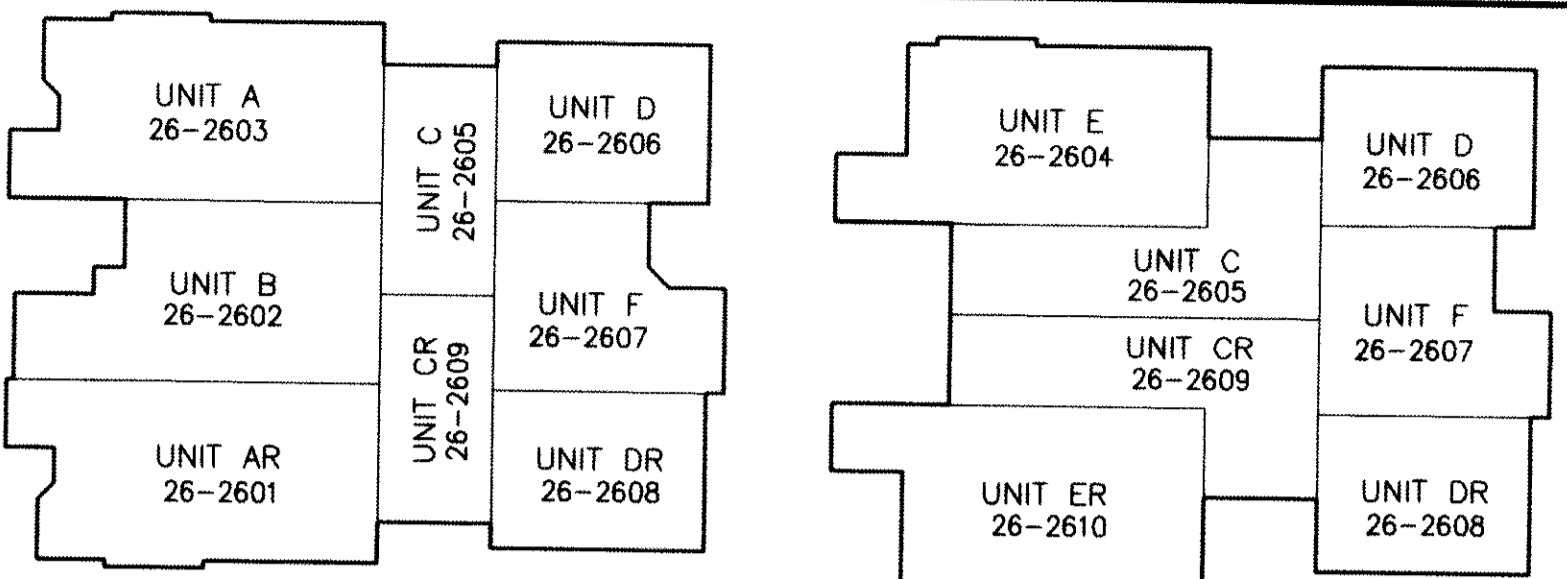 UNIT A
26-2603
UNIT C
26-2605
UNIT D
26-2606
UNIT B
26-2602
UNIT F
26-2607
UNIT CR
26-2609
UNIT AR
26-2601
UNIT DR
26-2608
UNIT E
26-2604
UNIT D
26-2606
UNIT C
26-2605
UNIT F
26-2607
UNIT CR
26-2609
UNIT ER
26-2610
UNIT DR
26-2608